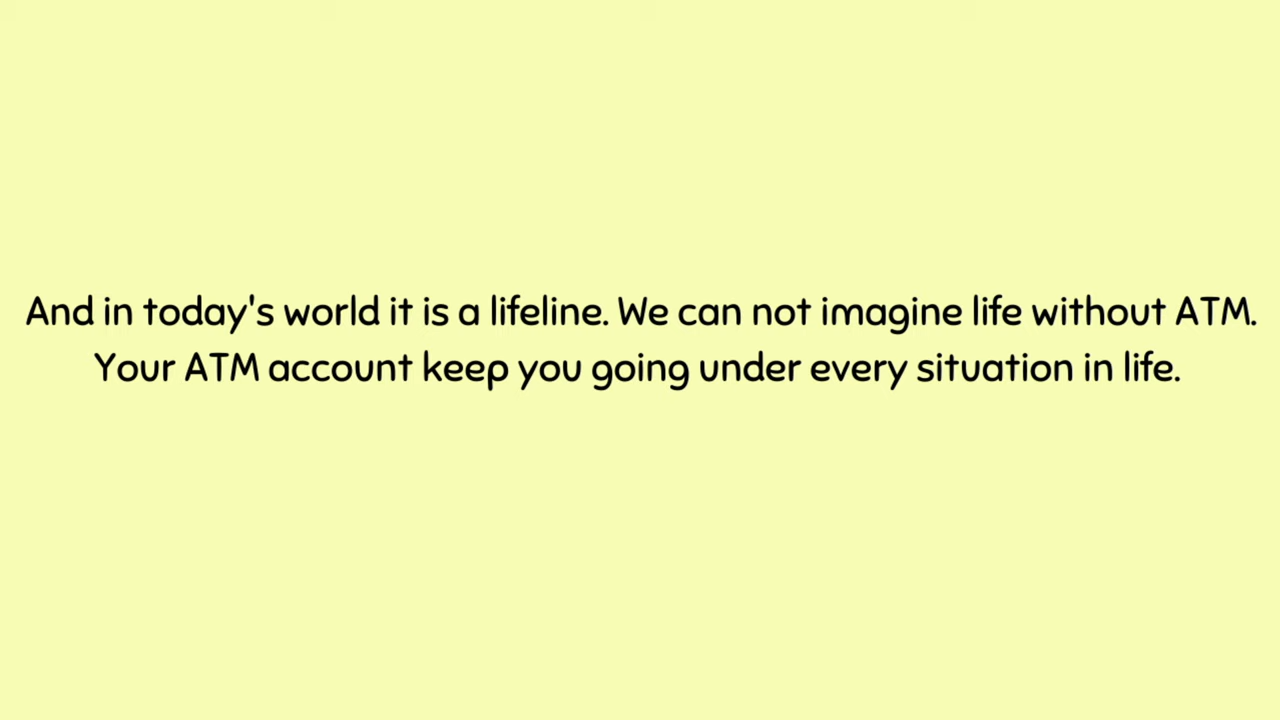 And in today's world it is a lifeline. We can not imagine life without ATM.
Your ATM account keep you going under every situation in life.